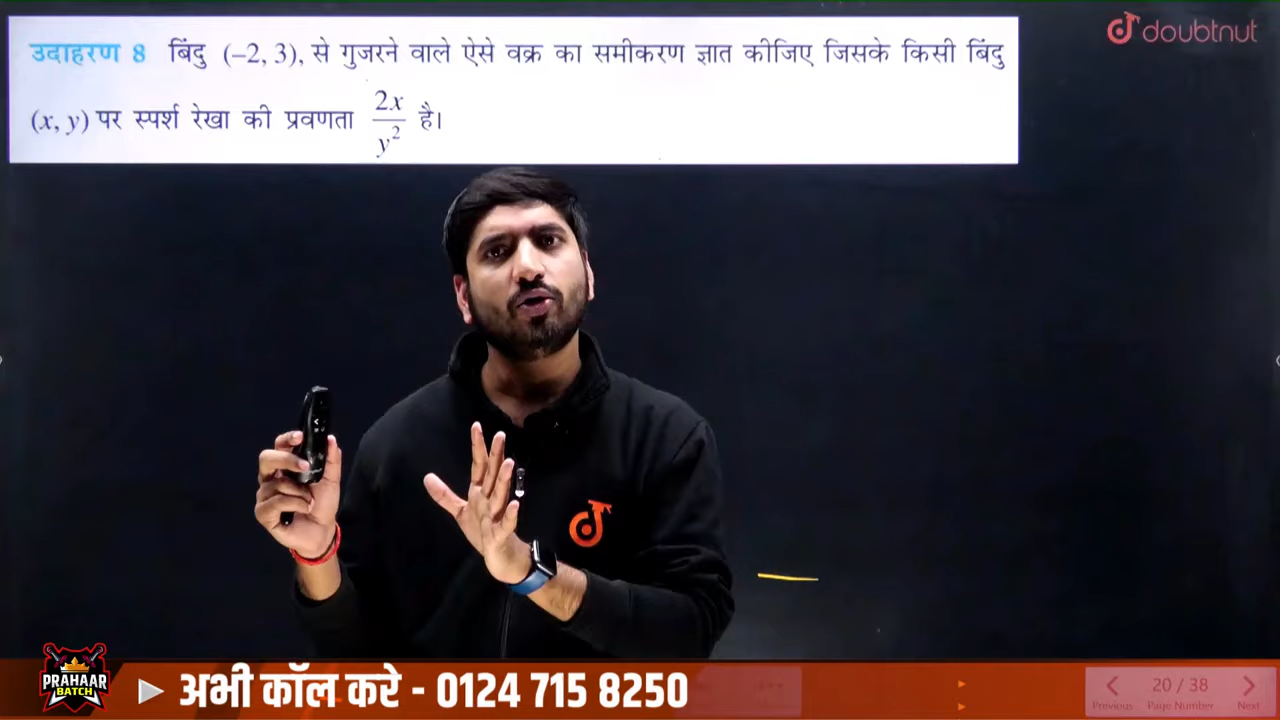 doubtnut
उदाहरण 8 बिंदु (–2, 3), से गुजरने वाले ऐसे वक्र का समीकरण ज्ञात कीजिए जिसके किसी बिंदु
(x, y) पर स्पर्श रेखा की प्रवणता 2x/y² है।
PRAHAAR
BATCH
अभी कॉल करे - 0124 715 8250
20 / 38
Previous Page Number Next